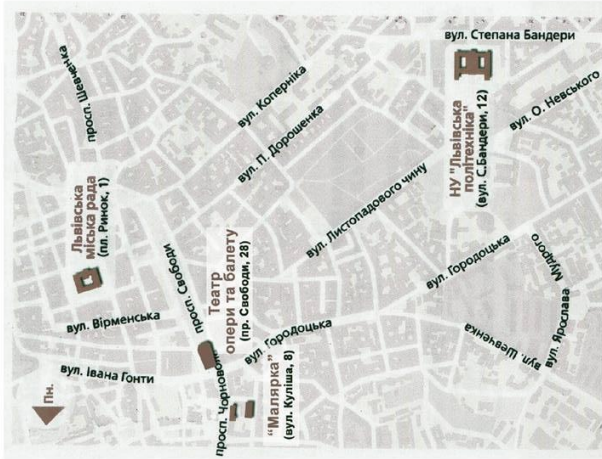 вул. Степана Бандери
просп. Шевченка
вул. Коперніка
вул. П. Дорошенка
вул. О. Невського
НУ "Львівська
політехніка"
(вул. С.Бандери, 12)
Львівська
міська рада
(пл. Ринок, 1)
вул. Листопадового чину
просп. Свободи
Театр
опери та балету
(пр. Свободи, 28)
вул. Городоцька
вул. Вірменська
вул. Городоцька
вул. Шевченка
вул. Ярослава
Мудрого
вул. Івана Гонти
просп. Чорновол
"Малярка"
(вул. Куліша, 8)
Пн.